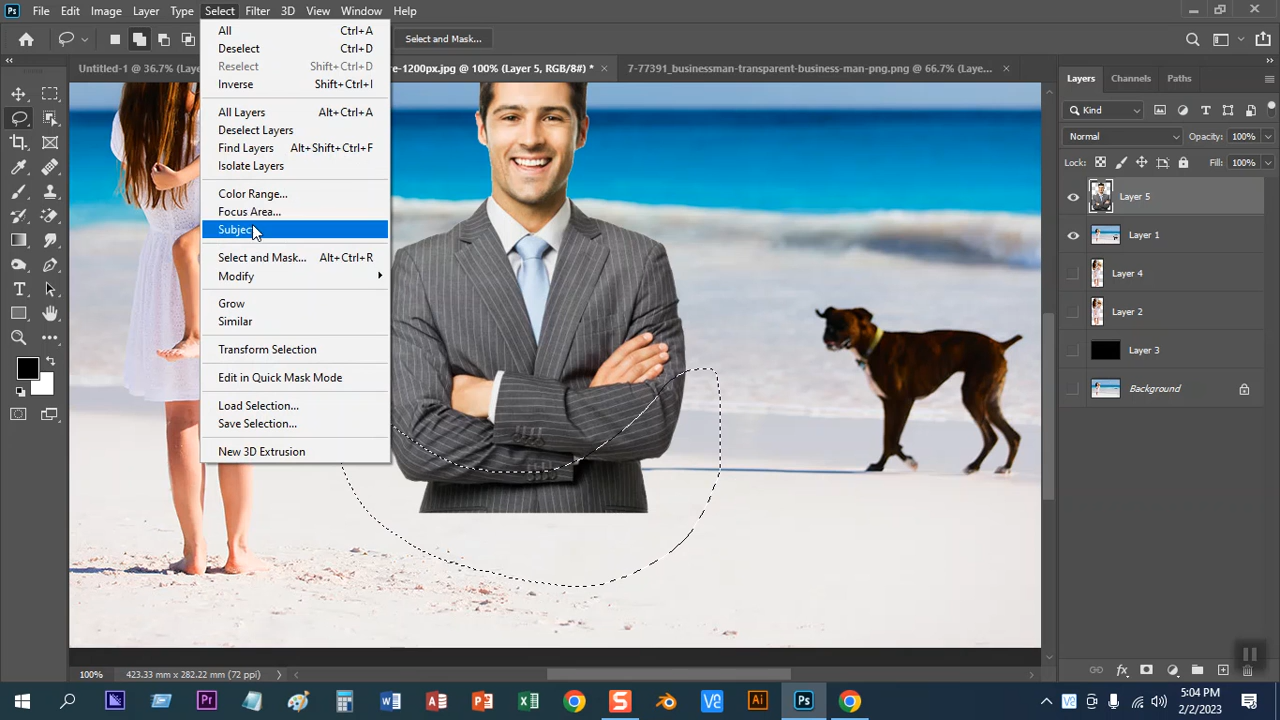 Ps File Edit Image Layer Type Select Filter 3D View Window Help
Select and Mask...
Untitled-1 @ 36.7% (Laye
re-1200px.jpg @ 100% (Layer 5, RGB/8#) * ×
7-77391_businessman-transparent-business-man-png.png @ 66.7% (Laye... ×
All Ctrl+A
Deselect Ctrl+D
Reselect Shift+Ctrl+D
Inverse Shift+Ctrl+I
All Layers Alt+Ctrl+A
Deselect Layers
Find Layers Alt+Shift+Ctrl+F
Isolate Layers
Color Range...
Focus Area...
Subject
Select and Mask... Alt+Ctrl+R
Modify
Grow
Similar
Transform Selection
Edit in Quick Mask Mode
Load Selection...
Save Selection...
New 3D Extrusion
Layers Channels Paths
Kind
Normal Opacity: 100%
Lock: Fill: 100%
Layer 5
Layer 1
Layer 4
Layer 2
Layer 3
Background
100% 423.33 mm x 282.22 mm (72 ppi)
Pr W A P X S Ai Ps
5:04 PM
2/2/2023